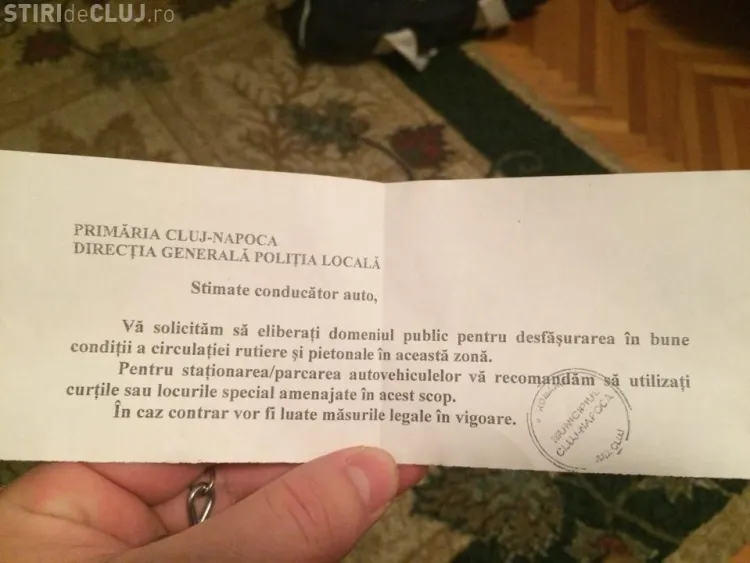 STIRIdeCLUJ.ro
PRIMĂRIA CLUJ-NAPOCA
DIRECȚIA GENERALĂ POLIȚIA LOCALĂ
Stimate conducător auto,
Vă solicităm să eliberați domeniul public pentru desfășurarea în bune
condiții a circulației rutiere și pietonale în această zonă.
Pentru staționarea/parcarea autovehiculelor vă recomandăm să utilizați
curțile sau locurile special amenajate în acest scop.
În caz contrar vor fi luate măsurile legale în vigoare.
MUNICIPIUL
CLUJ-NAPOCA
CLUJ